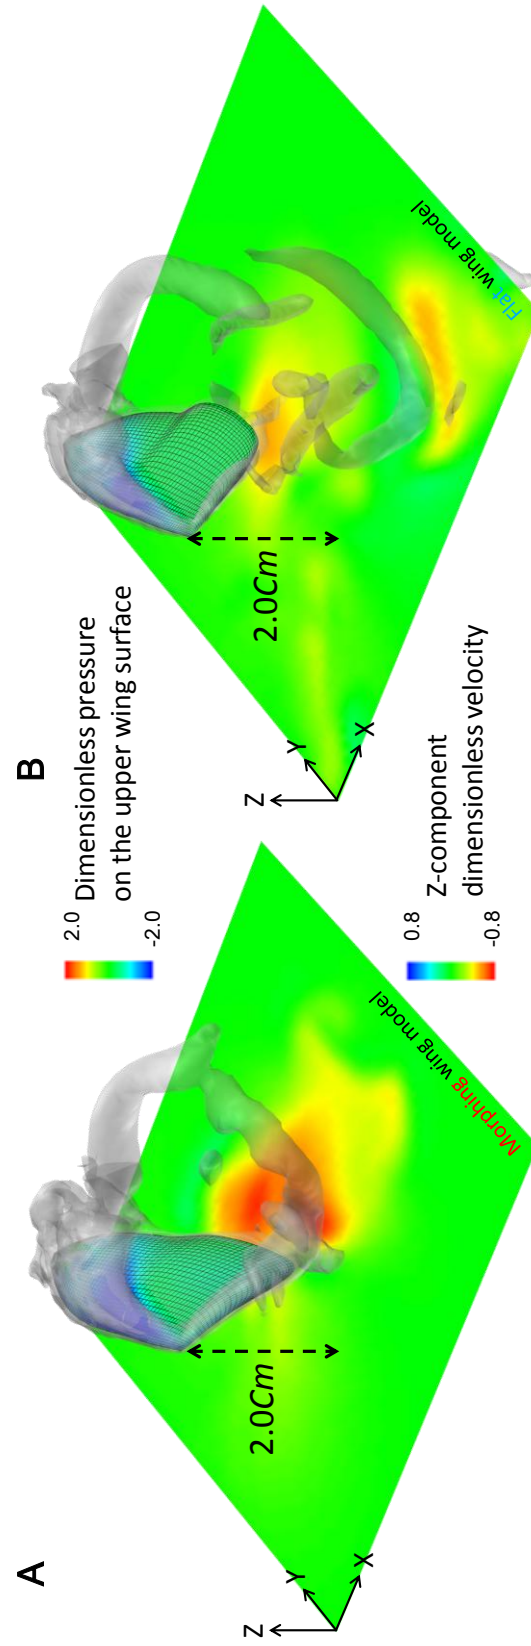 A
Z
Y
X
2.0Cm
Morphing wing model
2.0
-2.0
Dimensionless pressure
on the upper wing surface
0.8
-0.8
Z-component
dimensionless velocity
B
Z
Y
X
2.0Cm
Flat wing model